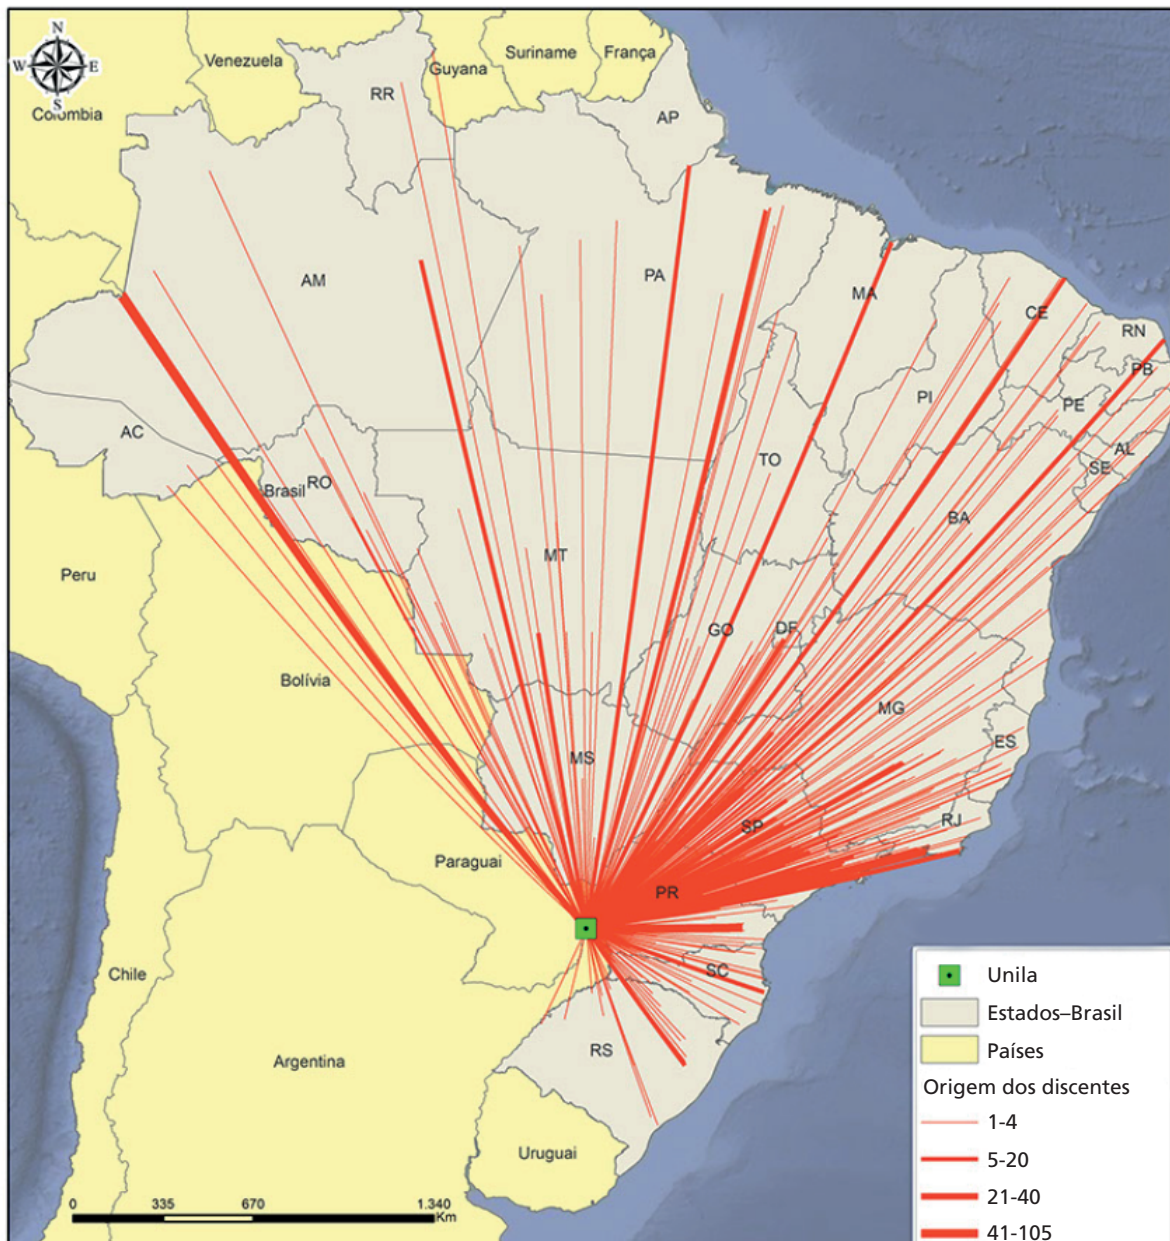 N
W E
S
Venezuela
Suriname
França
Guyana
Colombia
RR
AP
AM
PA
MA
CE
RN
PB
PE
PI
AL
SE
AC
RO
Brasil
TO
BA
MT
Peru
GO
DF
Bolívia
MG
ES
MS
SP
RJ
Paraguai
PR
Chile
SC
RS
Argentina
Uruguai
0 335 670 1.340
Km
Unila
Estados–Brasil
Países
Origem dos discentes
1-4
5-20
21-40
41-105